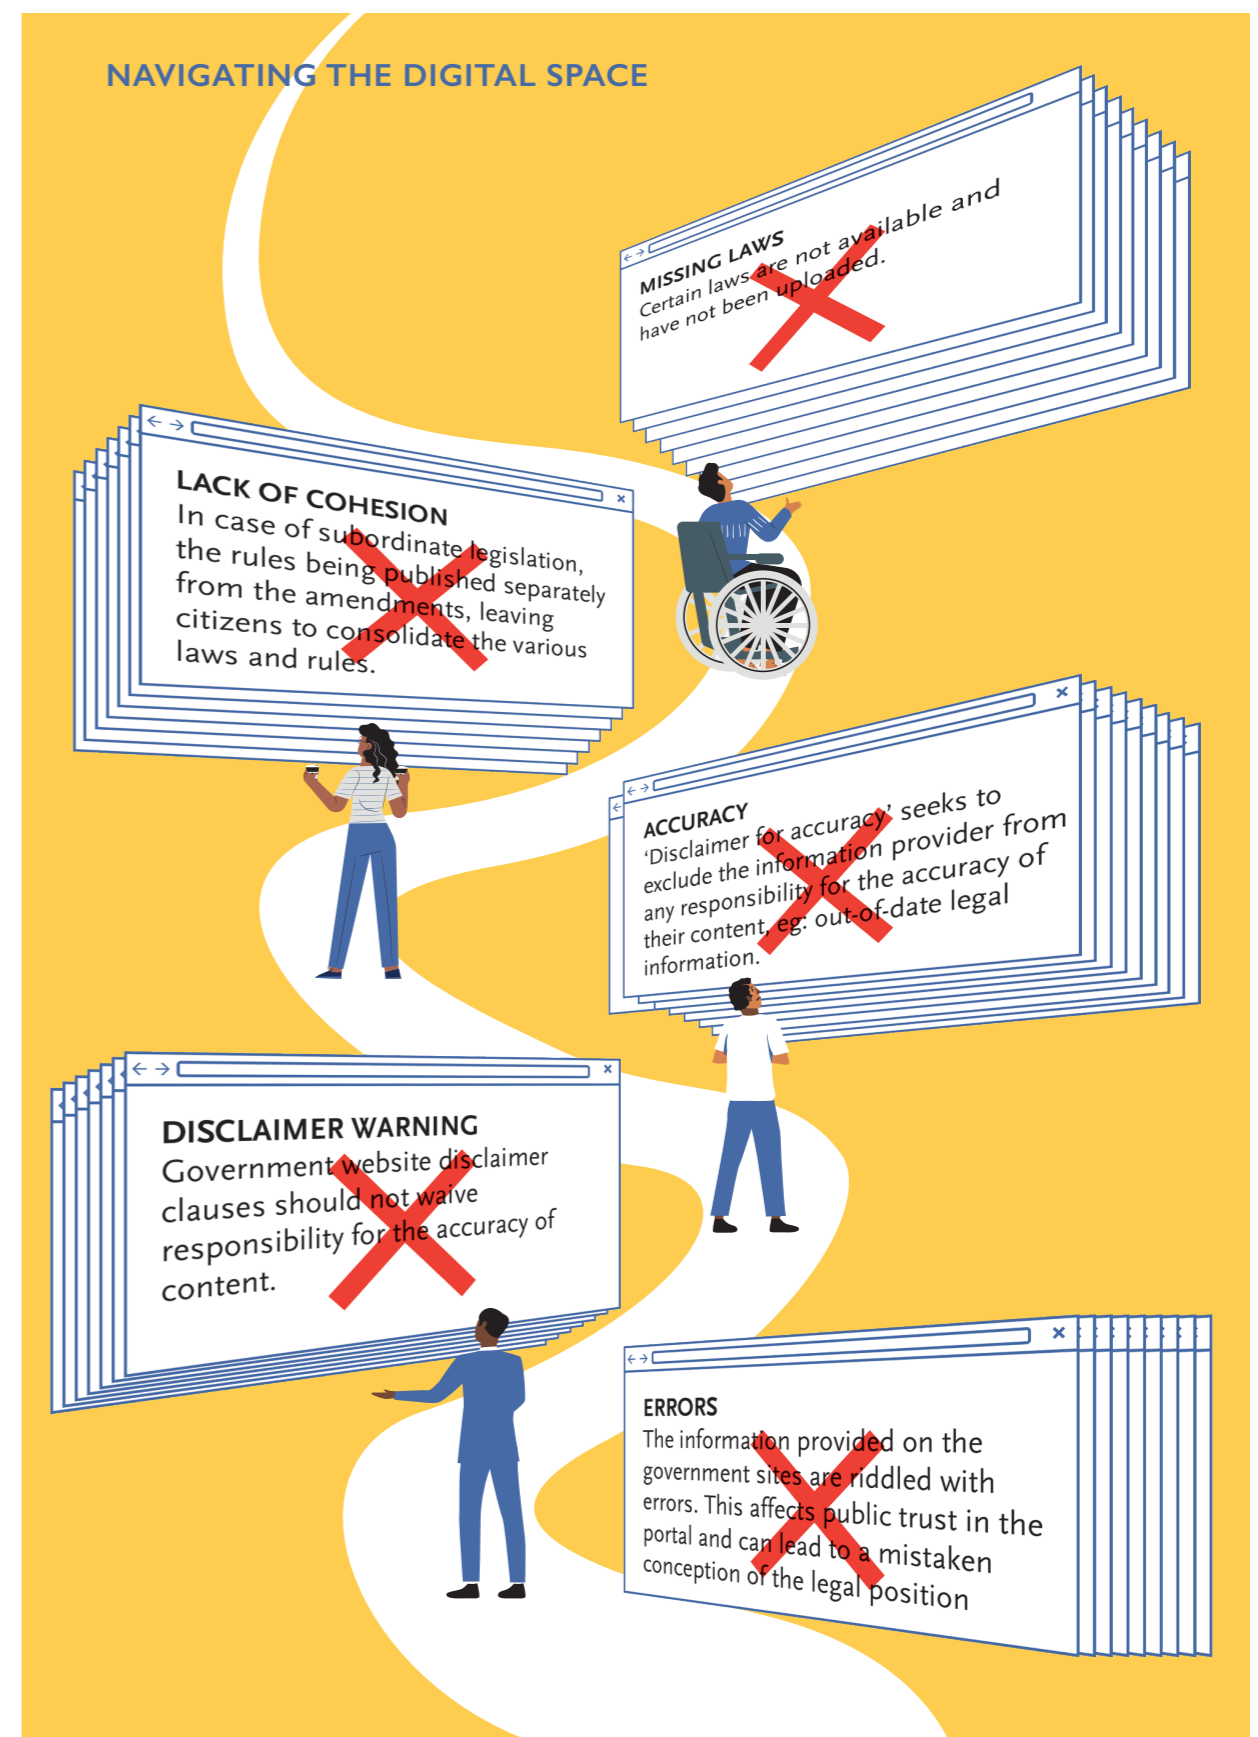 NAVIGATING THE DIGITAL SPACE
MISSING LAWS
Certain laws are not available and
have not been uploaded.
LACK OF COHESION
In case of subordinate legislation,
the rules being published separately
from the amendments, leaving
citizens to consolidate the various
laws and rules.
ACCURACY
‘Disclaimer for accuracy’ seeks to
exclude the information provider from
any responsibility for the accuracy of
their content, eg: out-of-date legal
information.
DISCLAIMER WARNING
Government website disclaimer
clauses should not waive
responsibility for the accuracy of
content.
ERRORS
The information provided on the
government sites are riddled with
errors. This affects public trust in the
portal and can lead to a mistaken
conception of the legal position